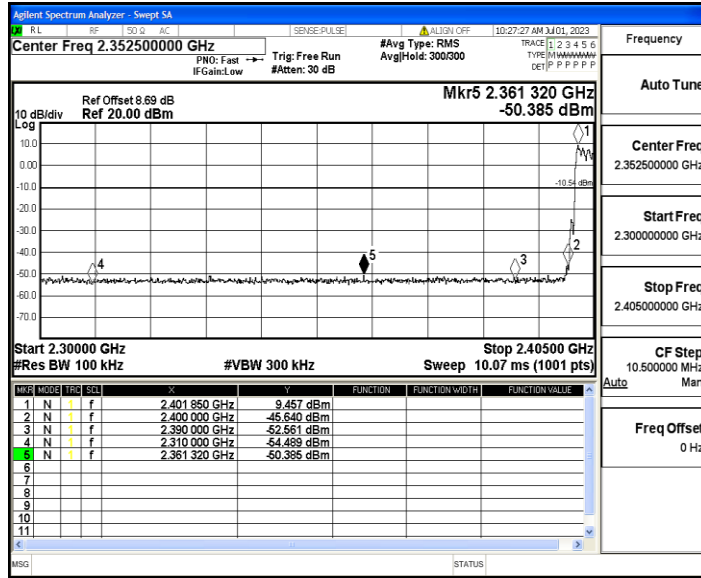 Agilent Spectrum Analyzer - Swept SA
RL RF 50 Ω AC SENSE:PULSE ALIGN OFF 10:27:27 AM Jul 01, 2023
Center Freq 2.352500000 GHz
#Avg Type: RMS
TRACE 1 2 3 4 5 6
PNO: Fast Trig: Free Run Avg|Hold: 300/300
TYPE M WWWWW
IFGain:Low #Atten: 30 dB
DET P P P P P P
Mkr5 2.361 320 GHz
-50.385 dBm
Ref Offset 8.69 dB
10 dB/div Ref 20.00 dBm
Log
1
10.0
0.00
-10.54 dBm
-10.0
-20.0
-30.0
2
-40.0
4 5 3
-50.0
-60.0
-70.0
Start 2.30000 GHz Stop 2.40500 GHz
#Res BW 100 kHz #VBW 300 kHz Sweep 10.07 ms (1001 pts)
MKR MODE TRC SCL X Y FUNCTION FUNCTION WIDTH FUNCTION VALUE
1 N 1 f 2.401 850 GHz 9.457 dBm
2 N 1 f 2.400 000 GHz -45.640 dBm
3 N 1 f 2.390 000 GHz -52.561 dBm
4 N 1 f 2.310 000 GHz -54.489 dBm
5 N 1 f 2.361 320 GHz -50.385 dBm
6
7
8
9
10
11
MSG STATUS
Frequency
Auto Tune
Center Freq
2.352500000 GHz
Start Freq
2.300000000 GHz
Stop Freq
2.405000000 GHz
CF Step
10.500000 MHz
Auto Man
Freq Offset
0 Hz